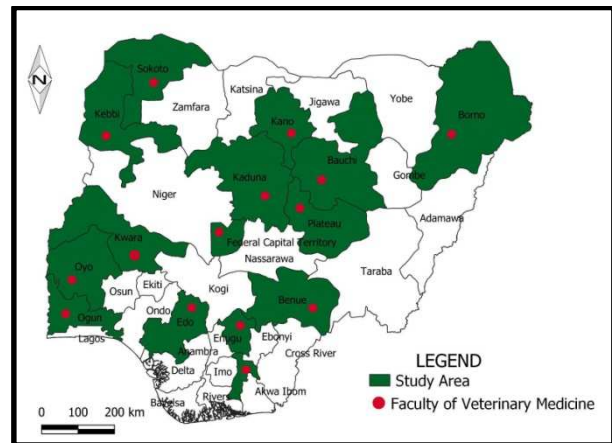 N
Sokoto
Katsina
Zamfara
Jigawa
Yobe
Borno
Kebbi
Kano
Kaduna
Bauchi
Gombe
Adamawa
Niger
Plateau
Federal Capital Territory
Nassarawa
Taraba
Kwara
Oyo
Osun
Ekiti
Kogi
Benue
Ogun
Ondo
Edo
Enugu
Ebonyi
Lagos
Anambra
Cross River
Delta
Imo
Akwa Ibom
Bayelsa
Rivers
LEGEND
Study Area
Faculty of Veterinary Medicine
0 100 200 km